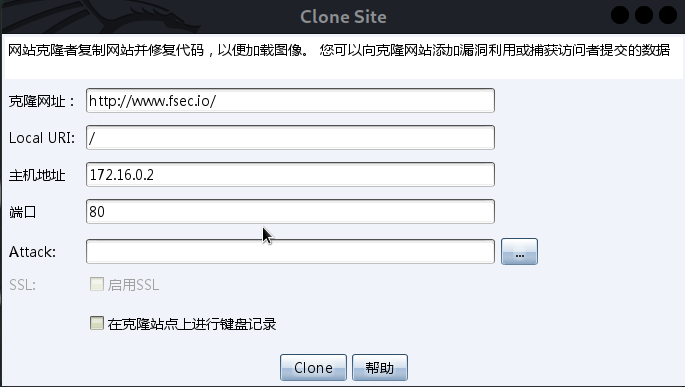 Clone Site
网站克隆者复制网站并修复代码，以便加载图像。 您可以向克隆网站添加漏洞利用或捕获访问者提交的数据
克隆网址： http://www.fsec.io/
Local URI: /
主机地址 172.16.0.2
端口 80
Attack: ...
SSL: 启用SSL
在克隆站点上进行键盘记录
Clone 帮助